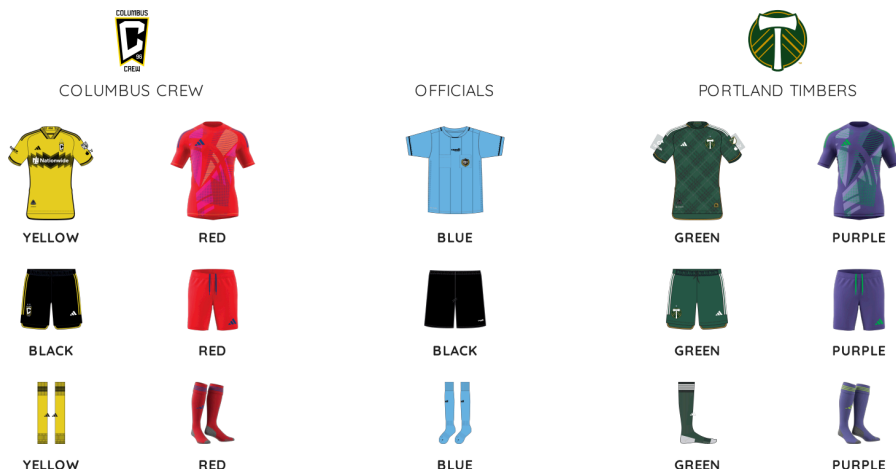 COLUMBUS
C
96
CREW
COLUMBUS CREW
OFFICIALS
PORTLAND TIMBERS
Nationwide
YELLOW
RED
BLUE
GREEN
PURPLE
BLACK
RED
BLACK
GREEN
PURPLE
YELLOW
RED
BLUE
GREEN
PURPLE